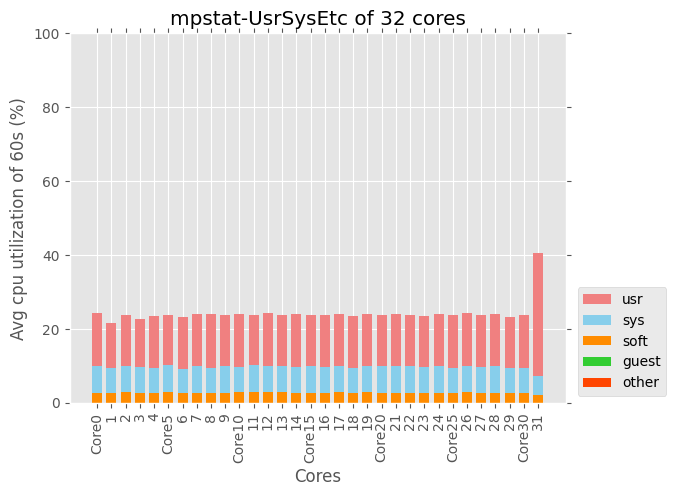 mpstat-UsrSysEtc of 32 cores
Avg cpu utilization of 60s (%)
100
80
60
40
20
0
Core0
1
2
3
4
Core5
6
7
8
9
Core10
11
12
13
14
Core15
16
17
18
19
Core20
21
22
23
24
Core25
26
27
28
29
Core30
31
Cores
usr
sys
soft
guest
other